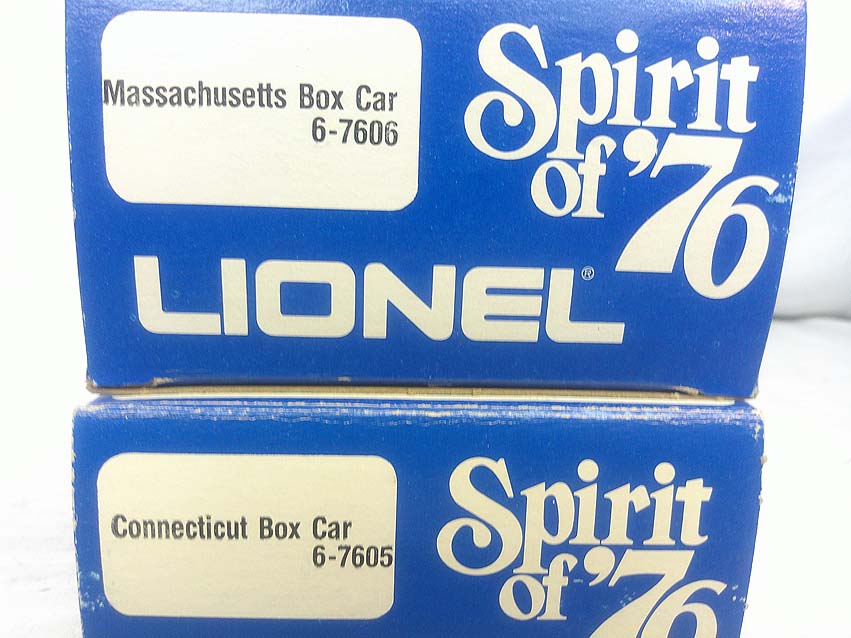 Massachusetts Box Car
6-7606
Spirit
of '76
LIONEL®
Connecticut Box Car
6-7605
Spirit
of '76